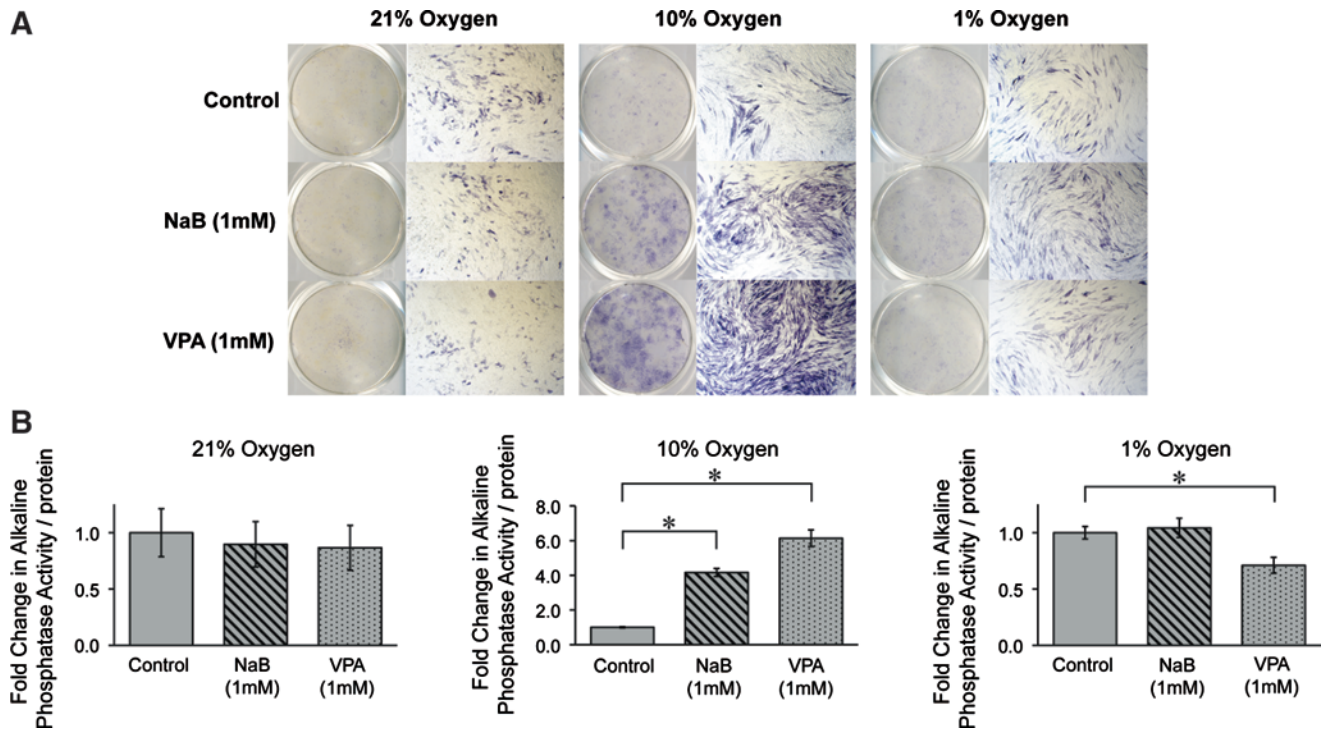 A
21% Oxygen
10% Oxygen
1% Oxygen
Control
NaB (1mM)
VPA (1mM)
B
21% Oxygen
Fold Change in Alkaline
Phosphatase Activity / protein
1.0
0.5
0.0
Control
NaB
(1mM)
VPA
(1mM)
10% Oxygen
Fold Change in Alkaline
Phosphatase Activity / protein
8.0
6.0
4.0
2.0
0.0
*
*
Control
NaB
(1mM)
VPA
(1mM)
1% Oxygen
Fold Change in Alkaline
Phosphatase Activity / protein
1.0
0.5
0.0
*
Control
NaB
(1mM)
VPA
(1mM)